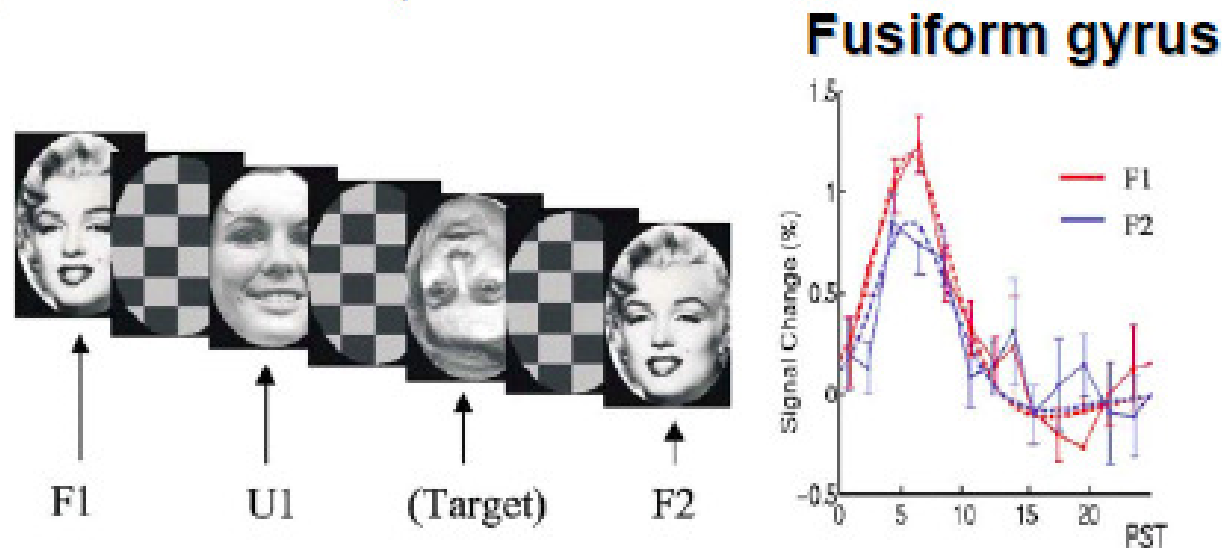 F1
U1
(Target)
F2
Fusiform gyrus
1.5
1
0.5
0
-0.5
Signal Change (%)
F1
F2
0
5
10
15
20
PST